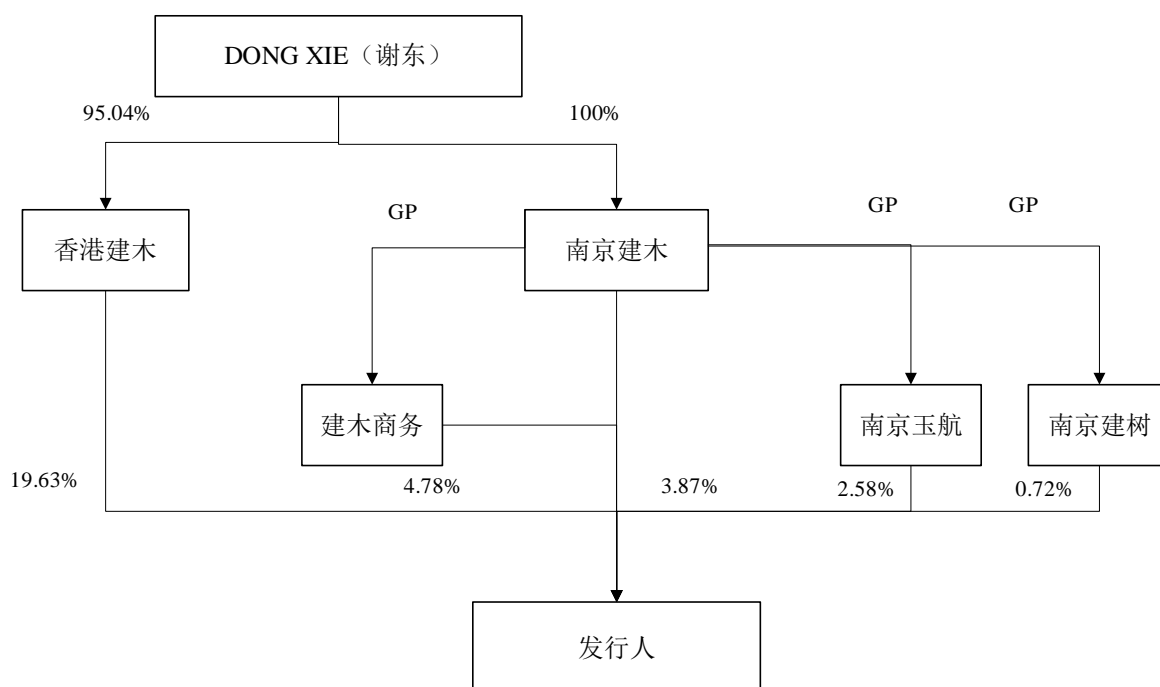 DONG XIE（谢东）
95.04%
100%
GP
GP
GP
香港建木
南京建木
建木商务
南京玉航
南京建树
19.63%
4.78%
3.87%
2.58%
0.72%
发行人